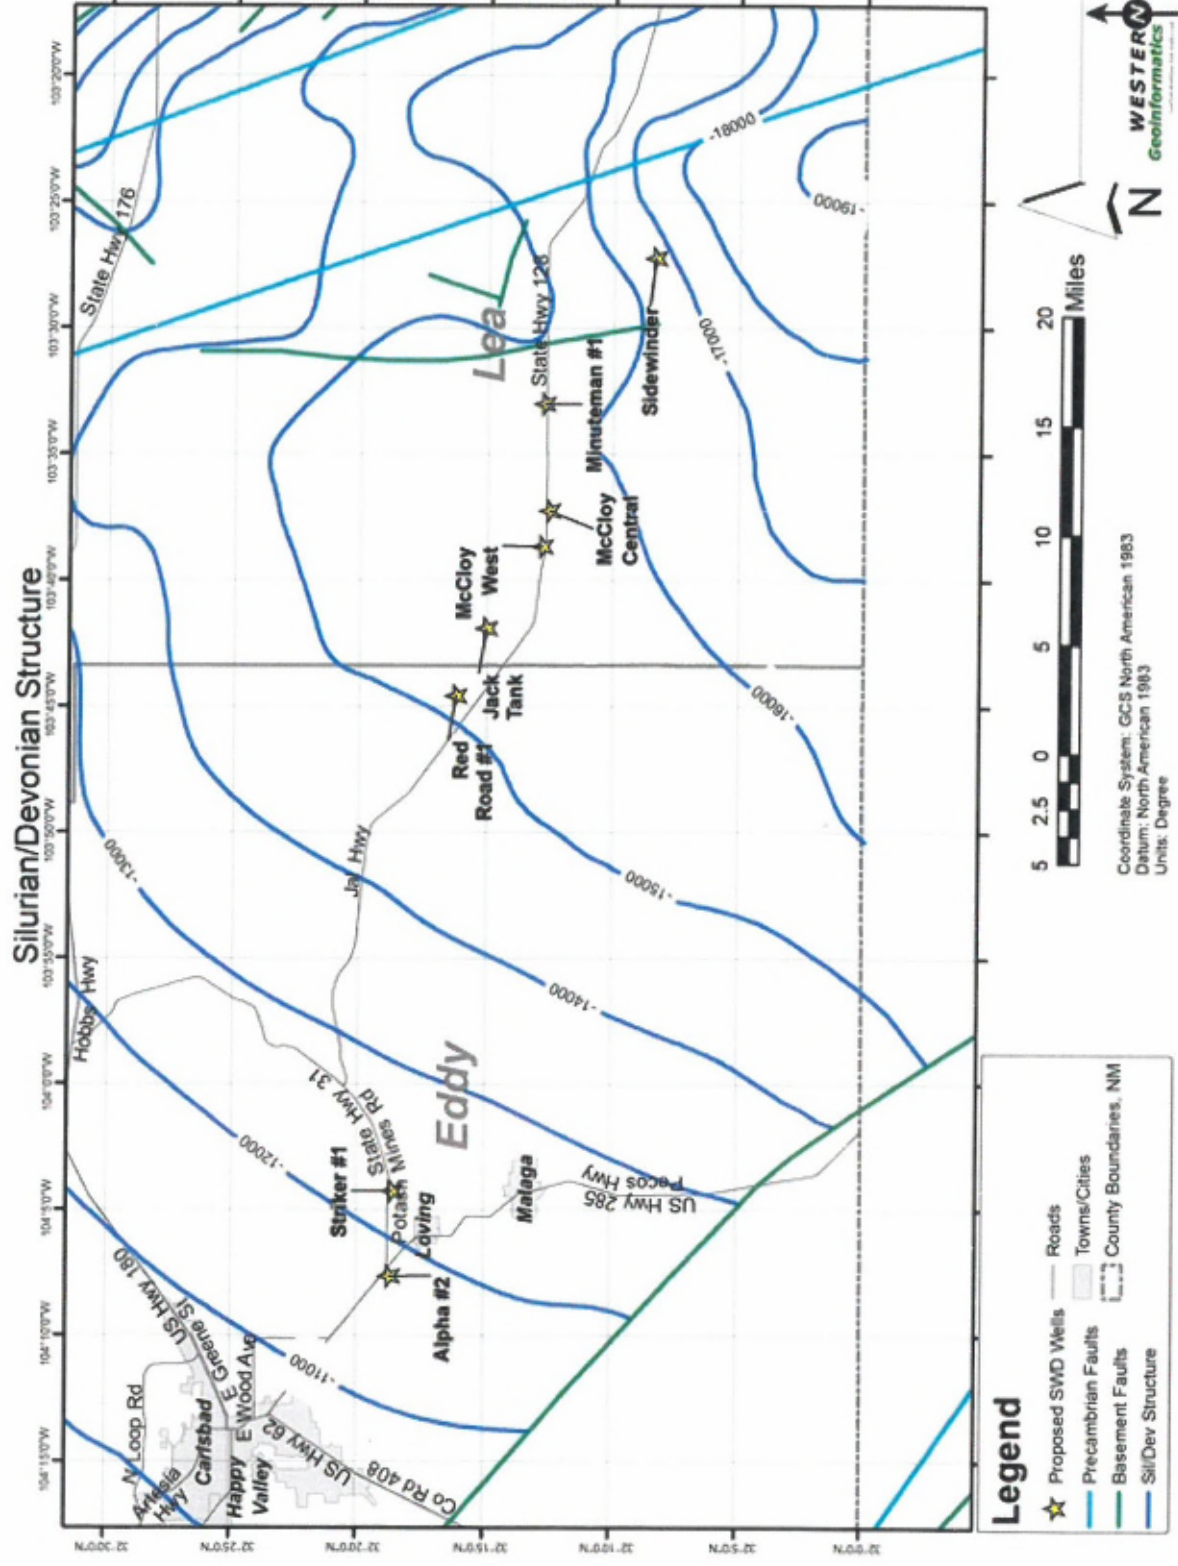 Silurian/Devonian Structure
104°15'0"W
104°10'0"W
104°5'0"W
104°0'0"W
103°55'0"W
103°50'0"W
103°45'0"W
103°40'0"W
103°35'0"W
103°30'0"W
103°25'0"W
103°20'0"W
32°30'0"N
32°25'0"N
32°20'0"N
32°15'0"N
32°10'0"N
32°5'0"N
32°0'0"N
N Loop Rd
Artesia
Hwy
Carlsbad
Happy
Valley
US Hwy 180
E Greene St
E Wood Ave
US Hwy 62
Co Rd 408
-11000
-12000
-13000
-14000
-15000
-16000
-17000
-18000
-19000
Hobbs Hwy
State Hwy 31
State
Potash Mines Rd
Striker #1
Alpha #2
Loving
Malaga
Eddy
US Hwy 285
Pecos Hwy
Jal Hwy
Red
Road #1
Jack
Tank
McCloy
West
McCloy
Central
Minuteman #1
State Hwy 128
Lea
Sidewinder
State Hwy 176
Legend
Proposed SWD Wells
Precambrian Faults
Basement Faults
Sil/Dev Structure
Roads
Towns/Cities
County Boundaries, NM
5 2.5 0 5 10 15 20
Miles
Coordinate System: GCS North American 1983
Datum: North American 1983
Units: Degree
N
N
WESTERN
Geoinformatics